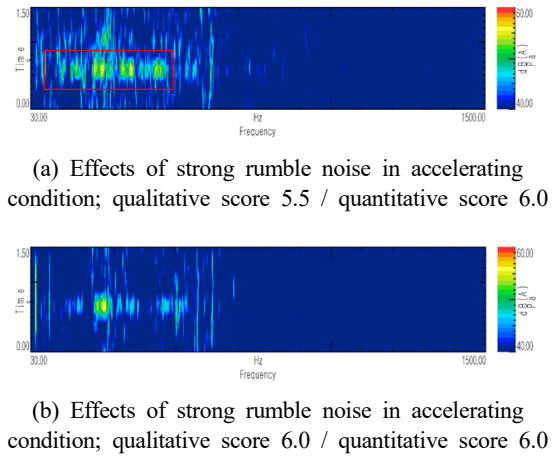 1.50
Time
s
0.00
30.00
Hz
1500.00
Frequency
60.00
dB(A)
Pa
40.00
(a) Effects of strong rumble noise in accelerating
condition; qualitative score 5.5 / quantitative score 6.0
1.50
Time
s
0.00
30.00
Hz
1500.00
Frequency
60.00
dB(A)
Pa
40.00
(b) Effects of strong rumble noise in accelerating
condition; qualitative score 6.0 / quantitative score 6.0